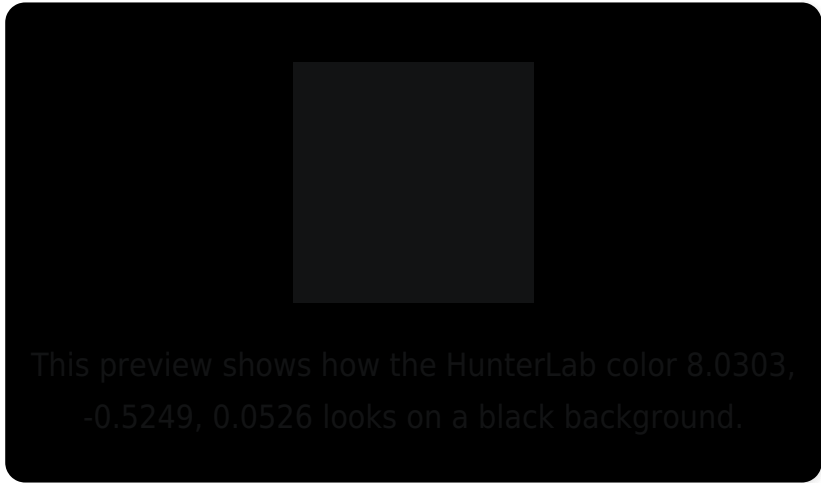 This preview shows how the HunterLab color 8.0303,
-0.5249, 0.0526 looks on a black background.